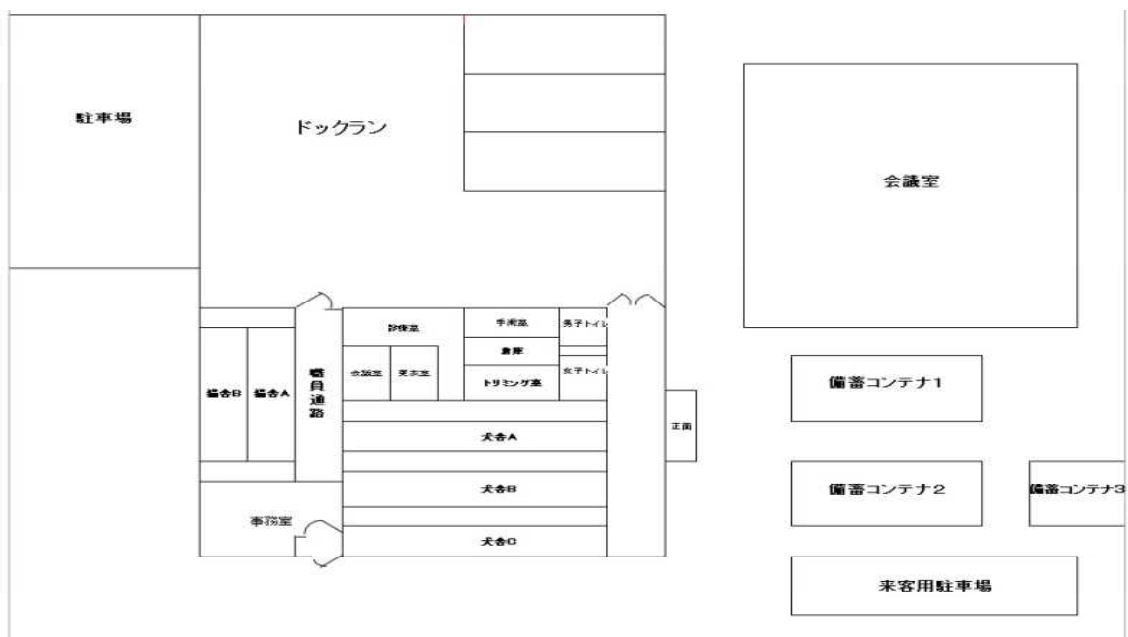 駐車場
ドックラン
会議室
診療室
手術室
男子トイレ
倉庫
会議室
更衣室
トリミング室
女子トイレ
猫舎B
猫舎A
職員通路
正面
犬舎A
犬舎B
犬舎C
事務室
備蓄コンテナ1
備蓄コンテナ2
備蓄コンテナ3
来客用駐車場